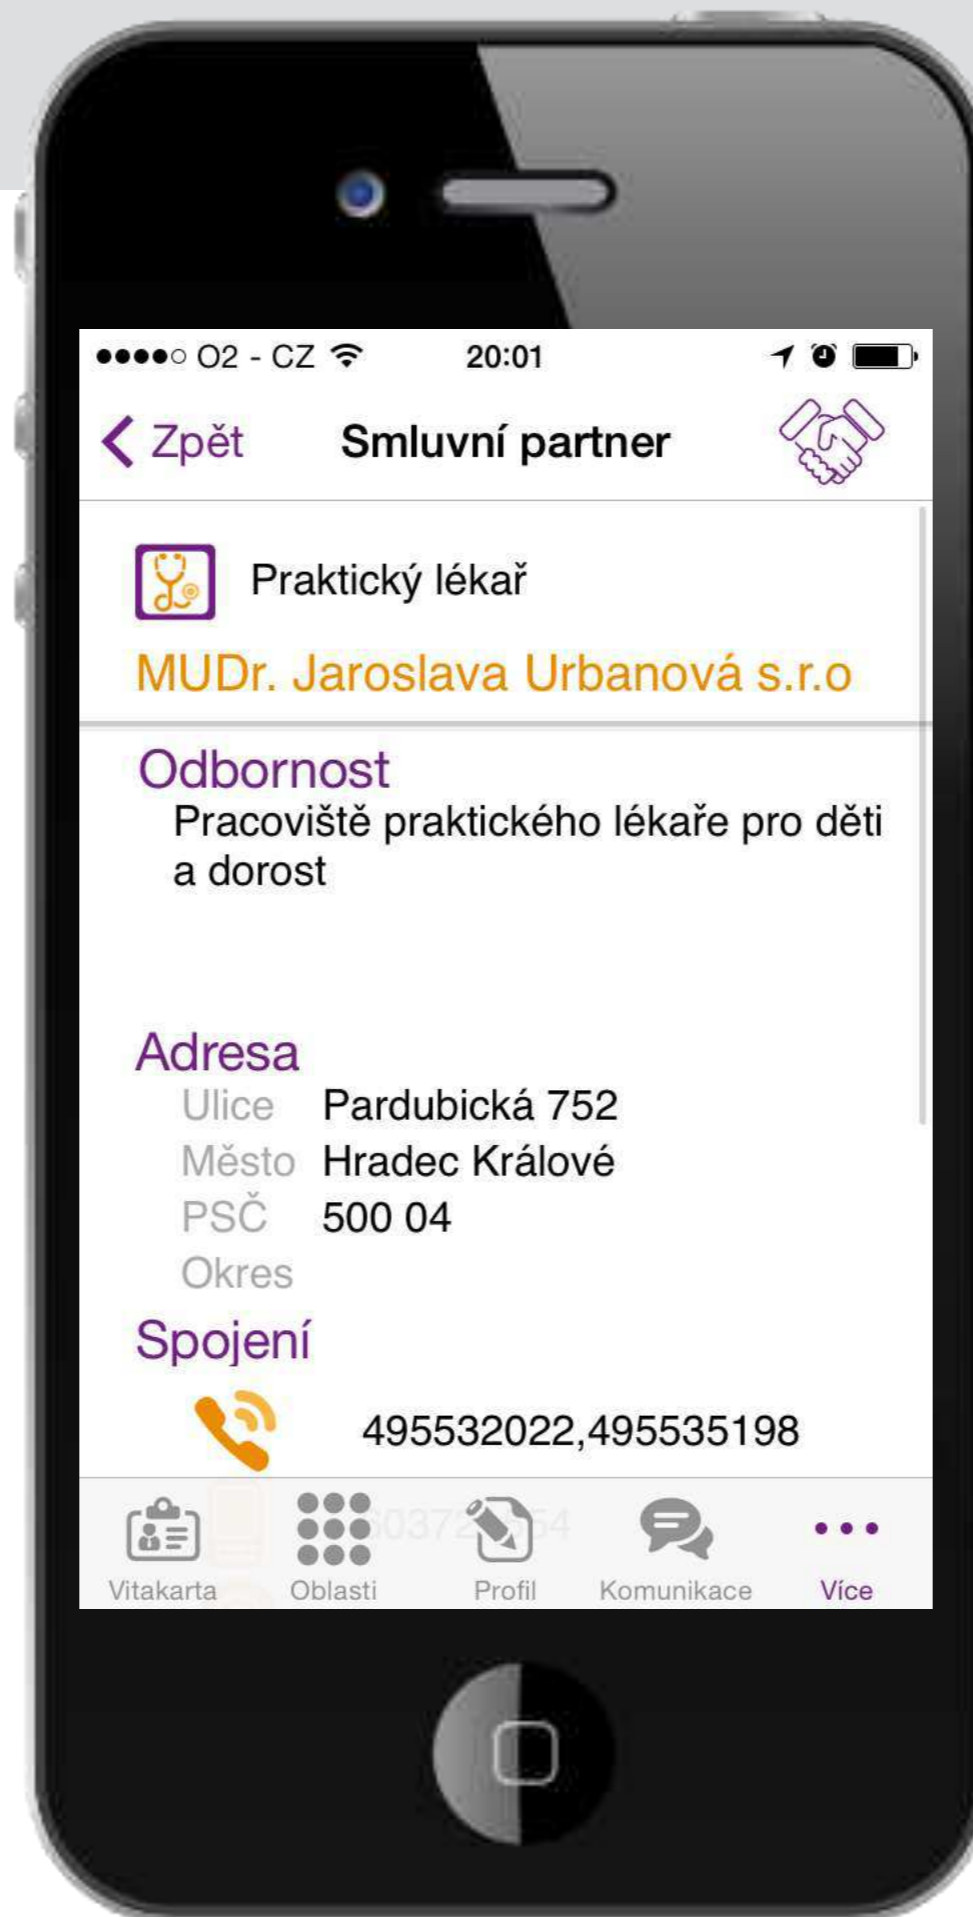 ●●●●○ O2 - CZ 20:01
Zpět Smluvní partner
Praktický lékař
MUDr. Jaroslava Urbanová s.r.o
Odbornost
Pracoviště praktického lékaře pro děti
a dorost
Adresa
Ulice Pardubická 752
Město Hradec Králové
PSČ 500 04
Okres
Spojení
495532022,495535198
Vitakarta Oblasti Profil Komunikace Více